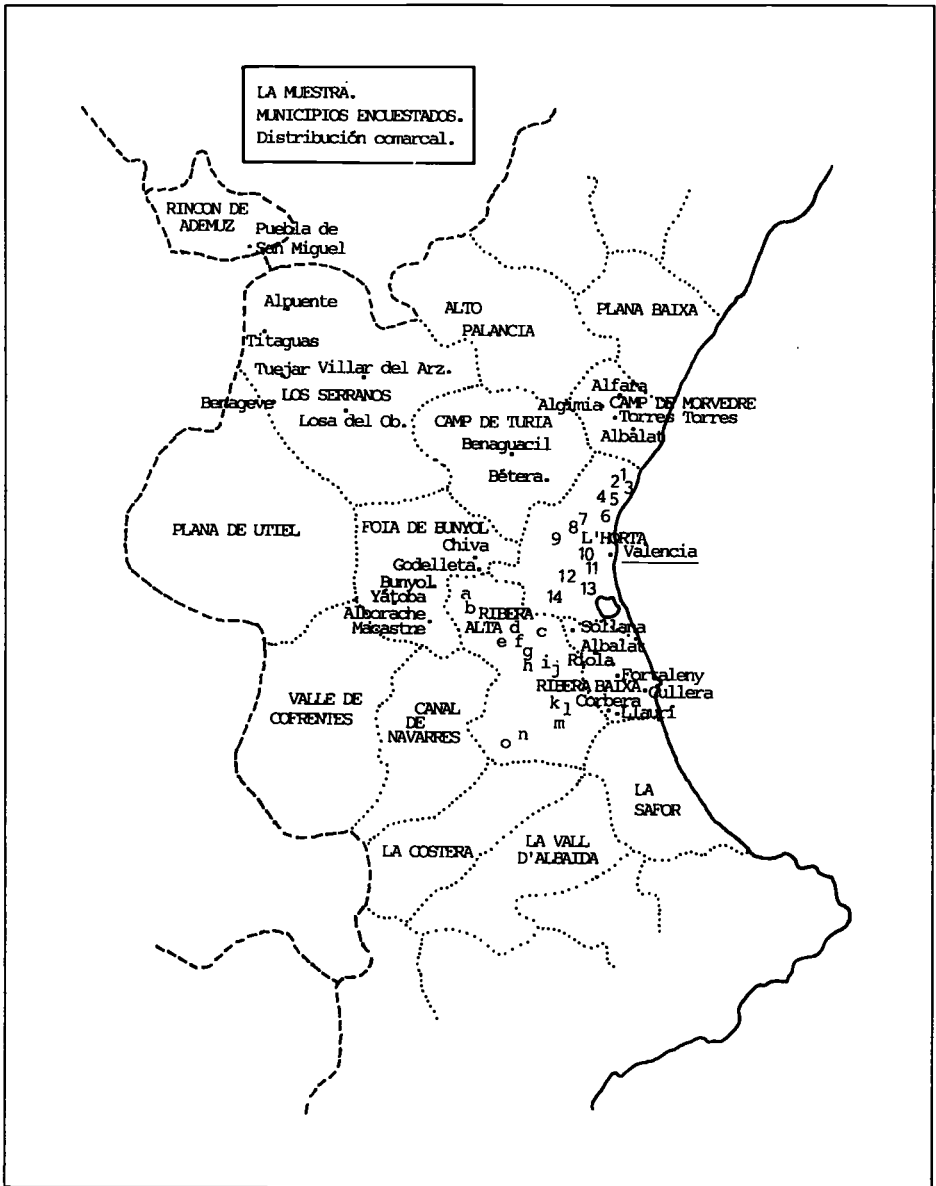 LA MUESTRA.
MUNICIPIOS ENCUESTADOS.
Distribución comarcal.
RINCON DE
ADEMUZ
Puebla de
San Miguel
Alpuente
ALTO
PALANCIA
PLANA BAIXA
Titaguas
Tuejar Villar del Arz.
Alfara
Benageve
LOS SERRANOS
Algimia
CAMP DE MORVEDRE
Losa del Ob.
CAMP DE TURIA
Torres Torres
Albalat
Benaguacil
Bétera.
1
2
3
4
5
6
7
8
PLANA DE UTIEL
FOIA DE BUNYOL
9
L'HORTA
Chiva
10
Valencia
Godelleta
11
Bunyol
12
13
Yátoba
a
14
Alborache
b
RIBERA
Macastre
ALTA
d
c
Sollana
e
f
Albalat
g
h
i
j
Riola
Fortaleny
RIBERA BAIXA
Cullera
VALLE DE
COFRENTES
CANAL
DE
NAVARRES
k
l
Corbera
Llauri
m
n
o
LA
SAFOR
LA COSTERA
LA VALL
D'ALBAIDA